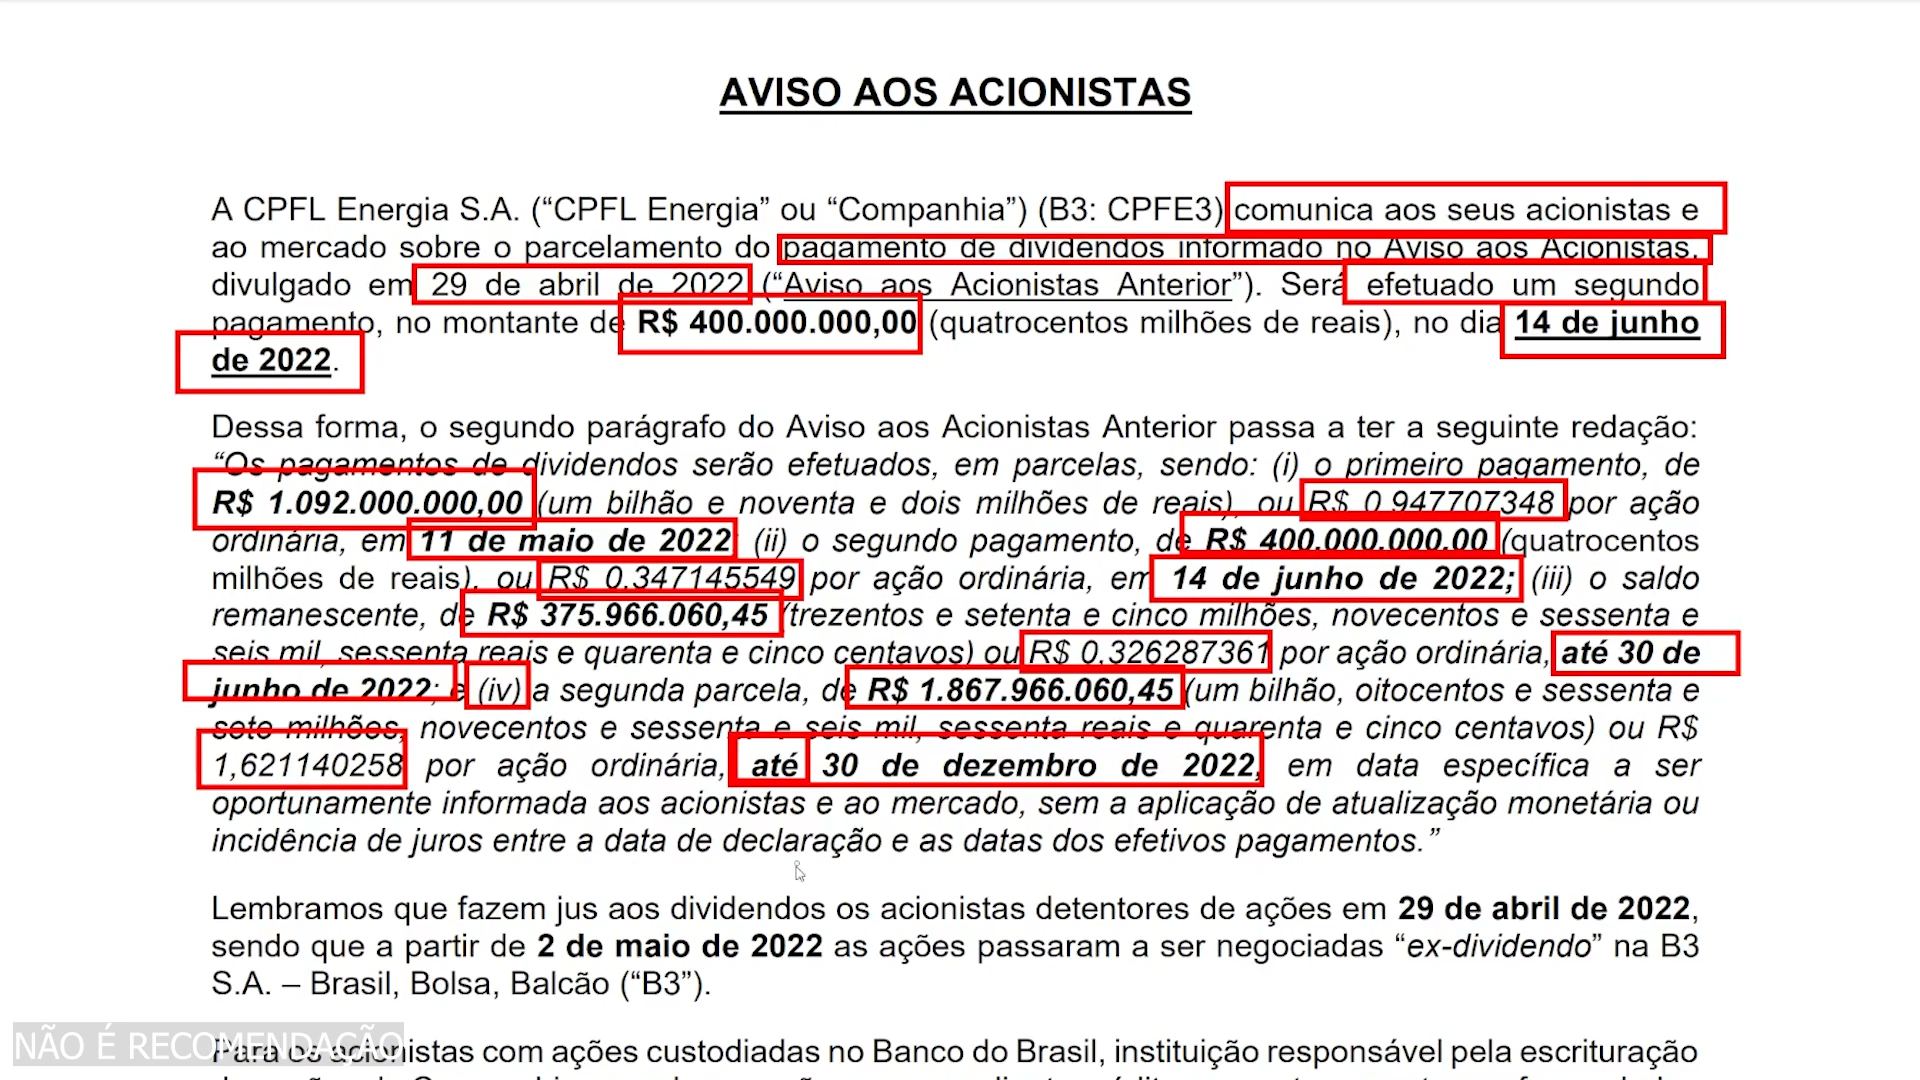 AVISO AOS ACIONISTAS
A CPFL Energia S.A. (“CPFL Energia” ou “Companhia”) (B3: CPFE3) comunica aos seus acionistas e
ao mercado sobre o parcelamento do pagamento de dividendos informado no Aviso aos Acionistas,
divulgado em 29 de abril de 2022 (“Aviso aos Acionistas Anterior”). Será efetuado um segundo
pagamento, no montante de R$ 400.000.000,00 (quatrocentos milhões de reais), no dia 14 de junho
de 2022.
Dessa forma, o segundo parágrafo do Aviso aos Acionistas Anterior passa a ter a seguinte redação:
“Os pagamentos de dividendos serão efetuados, em parcelas, sendo: (i) o primeiro pagamento, de
R$ 1.092.000.000,00 (um bilhão e noventa e dois milhões de reais), ou R$ 0,947707348 por ação
ordinária, em 11 de maio de 2022 (ii) o segundo pagamento, de R$ 400.000.000,00 (quatrocentos
milhões de reais), ou R$ 0,347145549 por ação ordinária, em 14 de junho de 2022; (iii) o saldo
remanescente, de R$ 375.966.060,45 (trezentos e setenta e cinco milhões, novecentos e sessenta e
seis mil, sessenta reais e quarenta e cinco centavos) ou R$ 0,326287361 por ação ordinária, até 30 de
junho de 2022; e (iv) a segunda parcela, de R$ 1.867.966.060,45 (um bilhão, oitocentos e sessenta e
sete milhões, novecentos e sessenta e seis mil, sessenta reais e quarenta e cinco centavos) ou R$
1,621140258 por ação ordinária, até 30 de dezembro de 2022, em data específica a ser
oportunamente informada aos acionistas e ao mercado, sem a aplicação de atualização monetária ou
incidência de juros entre a data de declaração e as datas dos efetivos pagamentos.”
Lembramos que fazem jus aos dividendos os acionistas detentores de ações em 29 de abril de 2022,
sendo que a partir de 2 de maio de 2022 as ações passaram a ser negociadas “ex-dividendo” na B3
S.A. – Brasil, Bolsa, Balcão (“B3”).
NÃO É RECOMENDAÇÃO
Para os acionistas com ações custodiadas no Banco do Brasil, instituição responsável pela escrituração